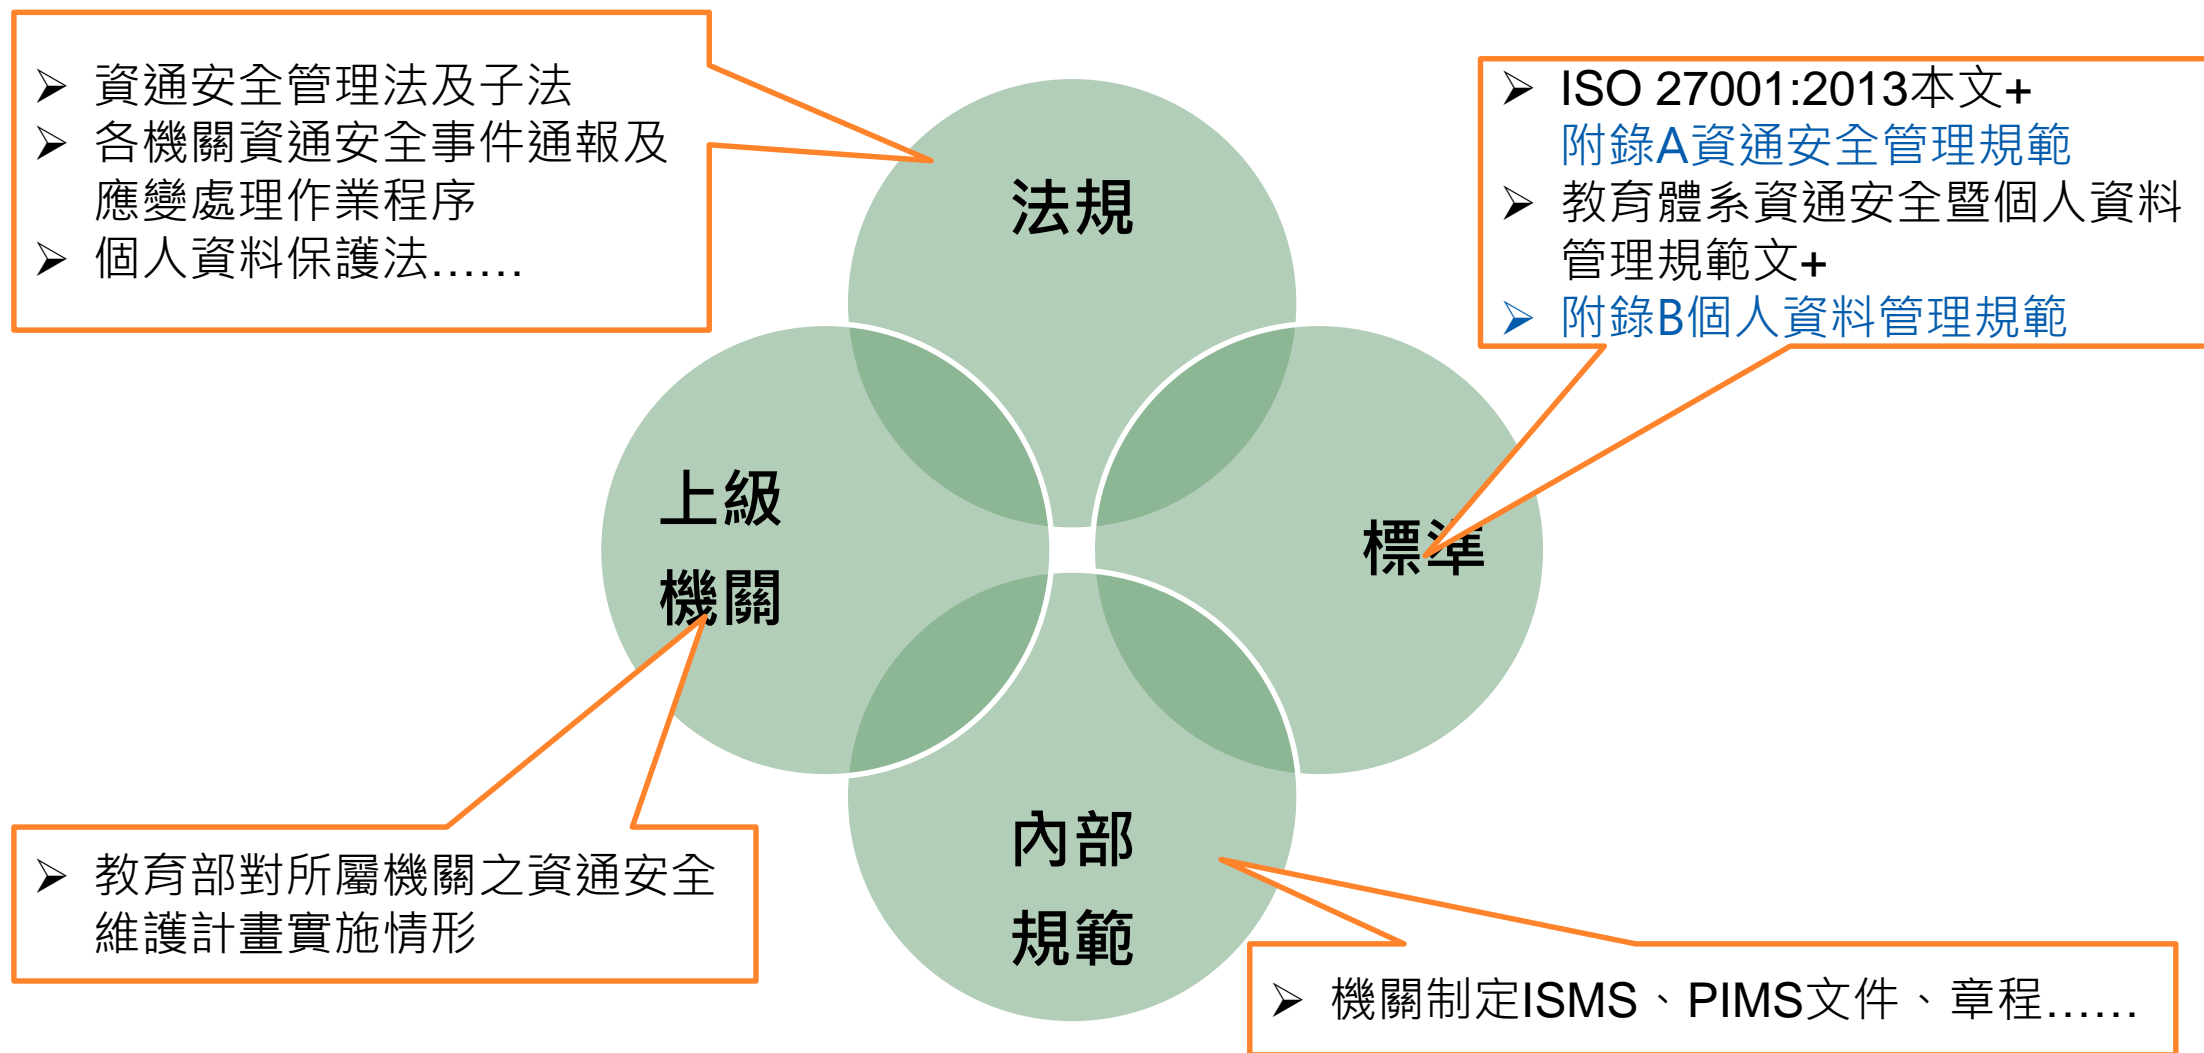 ➢ 資通安全管理法及子法
➢ 各機關資通安全事件通報及
應變處理作業程序
➢ 個人資料保護法……
➢ ISO 27001:2013本文+
附錄A資通安全管理規範
➢ 教育體系資通安全暨個人資料
管理規範文+
➢ 附錄B個人資料管理規範
法規
上級
機關
標準
內部
規範
➢ 教育部對所屬機關之資通安全
維護計畫實施情形
➢ 機關制定ISMS、PIMS文件、章程……